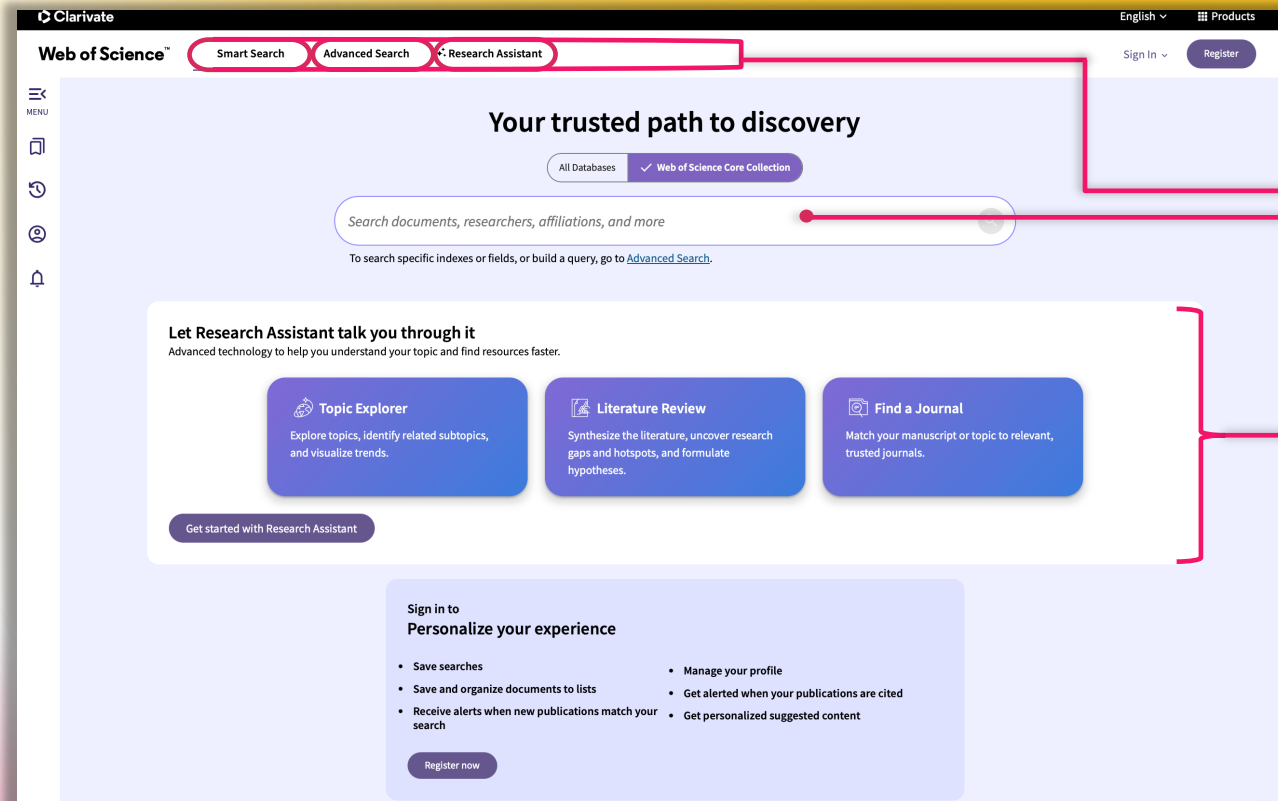 Clarivate
English
Products
Web of Science™
Smart Search
Advanced Search
Research Assistant
Sign In
Register
MENU
Your trusted path to discovery
All Databases
Web of Science Core Collection
Search documents, researchers, affiliations, and more
To search specific indexes or fields, or build a query, go to Advanced Search.
Let Research Assistant talk you through it
Advanced technology to help you understand your topic and find resources faster.
Topic Explorer
Explore topics, identify related subtopics,
and visualize trends.
Literature Review
Synthesize the literature, uncover research
gaps and hotspots, and formulate
hypotheses.
Find a Journal
Match your manuscript or topic to relevant,
trusted journals.
Get started with Research Assistant
Sign in to
Personalize your experience
• Save searches
• Save and organize documents to lists
• Receive alerts when new publications match your
search
• Manage your profile
• Get alerted when your publications are cited
• Get personalized suggested content
Register now